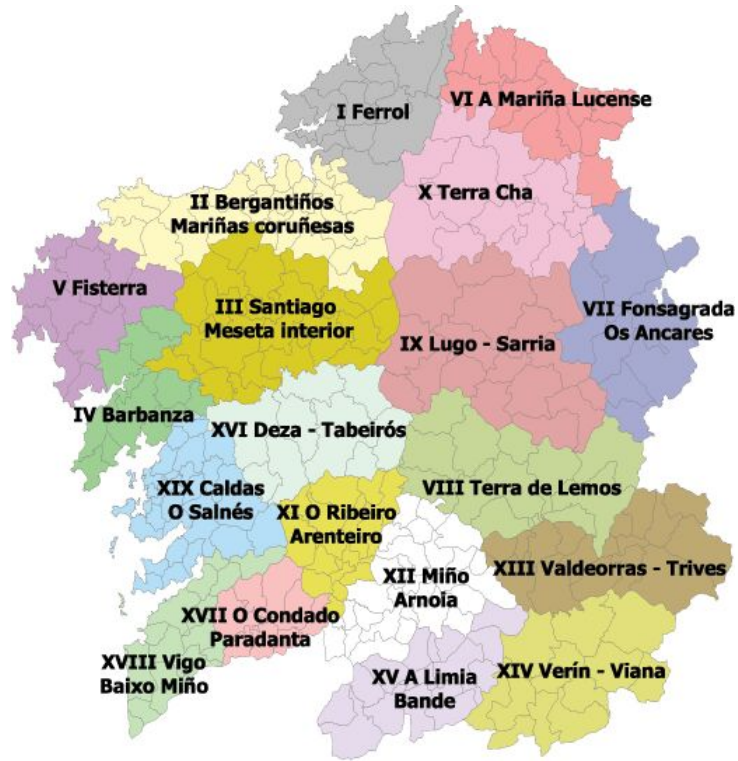 I Ferrol
VI A Mariña Lucense
X Terra Cha
II Bergantiños
Mariñas coruñesas
V Fisterra
III Santiago
Meseta interior
VII Fonsagrada
Os Ancares
IX Lugo - Sarria
IV Barbanza
XVI Deza - Tabeirós
XIX Caldas
O Salnés
VIII Terra de Lemos
XI O Ribeiro
Arenteiro
XII Miño
Arnoia
XIII Valdeorras - Trives
XVII O Condado
Paradanta
XVIII Vigo
Baixo Miño
XV A Limia
Bande
XIV Verín - Viana